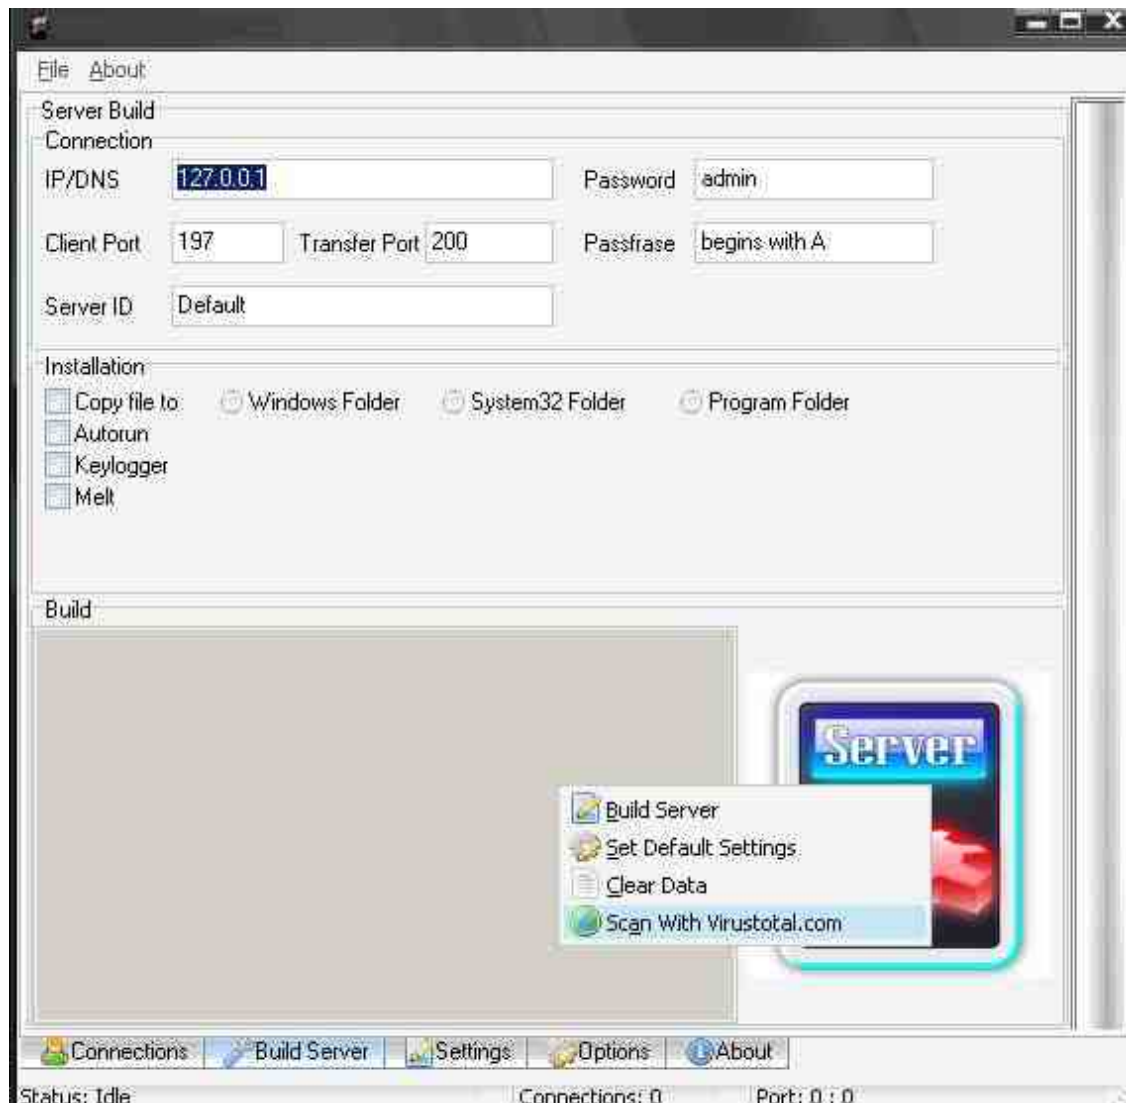 File About
Server Build
Connection
IP/DNS 127.0.0.1 Password admin
Client Port 197 Transfer Port 200 Passfrase begins with A
Server ID Default
Installation
Copy file to Windows Folder System32 Folder Program Folder
Autorun
Keylogger
Melt
Build
Server
Build Server
Set Default Settings
Clear Data
Scan With Virustotal.com
Connections Build Server Settings Options About
Status: Idle Connections: 0 Port: 0 : 0